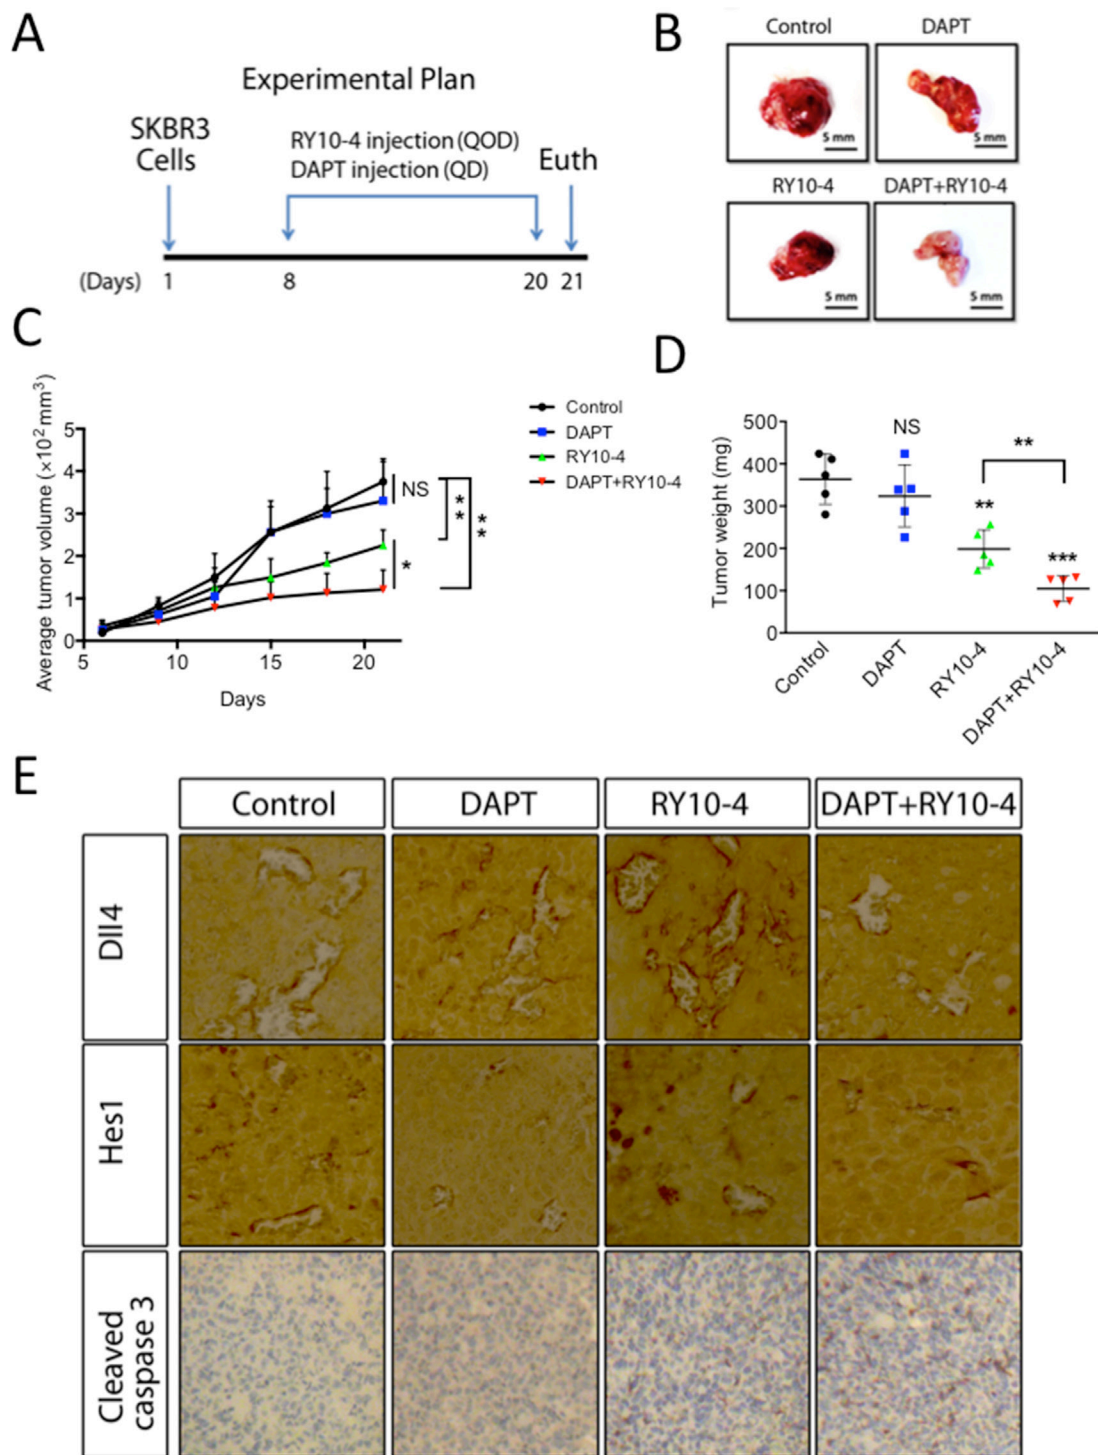 A
Experimental Plan
SKBR3
Cells
RY10-4 injection (QOD)
DAPT injection (QD)
Euth
(Days) 1 8 20 21
B
Control DAPT
5 mm 5 mm
RY10-4 DAPT+RY10-4
5 mm 5 mm
C
Average tumor volume (×10² mm³)
5
4
3
2
1
0
5 10 15 20
Days
Control
DAPT
RY10-4
DAPT+RY10-4
NS
*
**
**
D
Tumor weight (mg)
500
400
300
200
100
0
NS
**
**
***
Control
DAPT
RY10-4
DAPT+RY10-4
E
Control DAPT RY10-4 DAPT+RY10-4
Dll4
Hes1
Cleaved
caspase 3